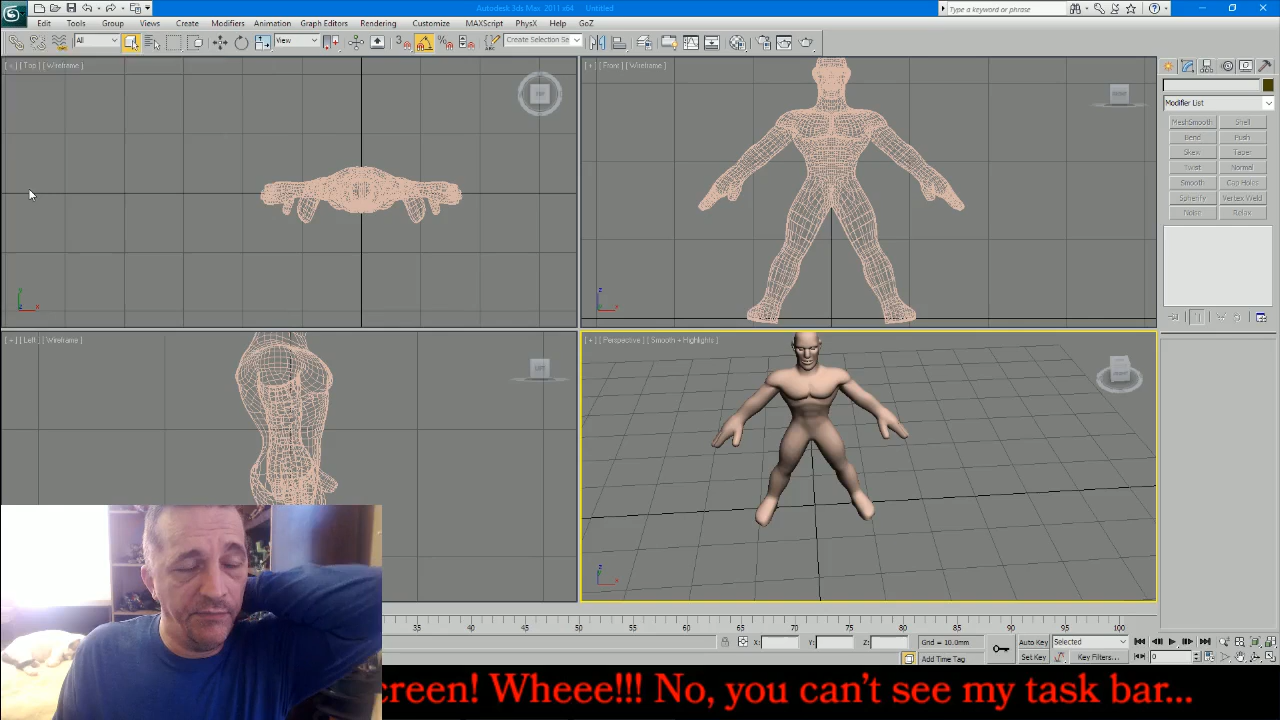 Autodesk 3ds Max 2011 x64    Untitled
Type a keyword or phrase
Edit Tools Group Views Create Modifiers Animation Graph Editors Rendering Customize MAXScript PhysX Help GoZ
All View Create Selection Se
[ + ] [ Top ] [ Wireframe ]
TOP
[ + ] [ Front ] [ Wireframe ]
FRONT
Modifier List
MeshSmooth Shell
Bend Push
Skew Taper
Twist Normal
Smooth Cap Holes
Spherify Vertex Weld
Noise Relax
[ + ] [ Left ] [ Wireframe ]
LEFT
[ + ] [ Perspective ] [ Smooth + Highlights ]
35 40 45 50 55 60 65 70 75 80 85 90 95 100
X: Y: Z: Grid = 10.0mm Auto Key Selected
Add Time Tag Set Key Key Filters... 0
creen! Wheee!!! No, you can't see my task bar...